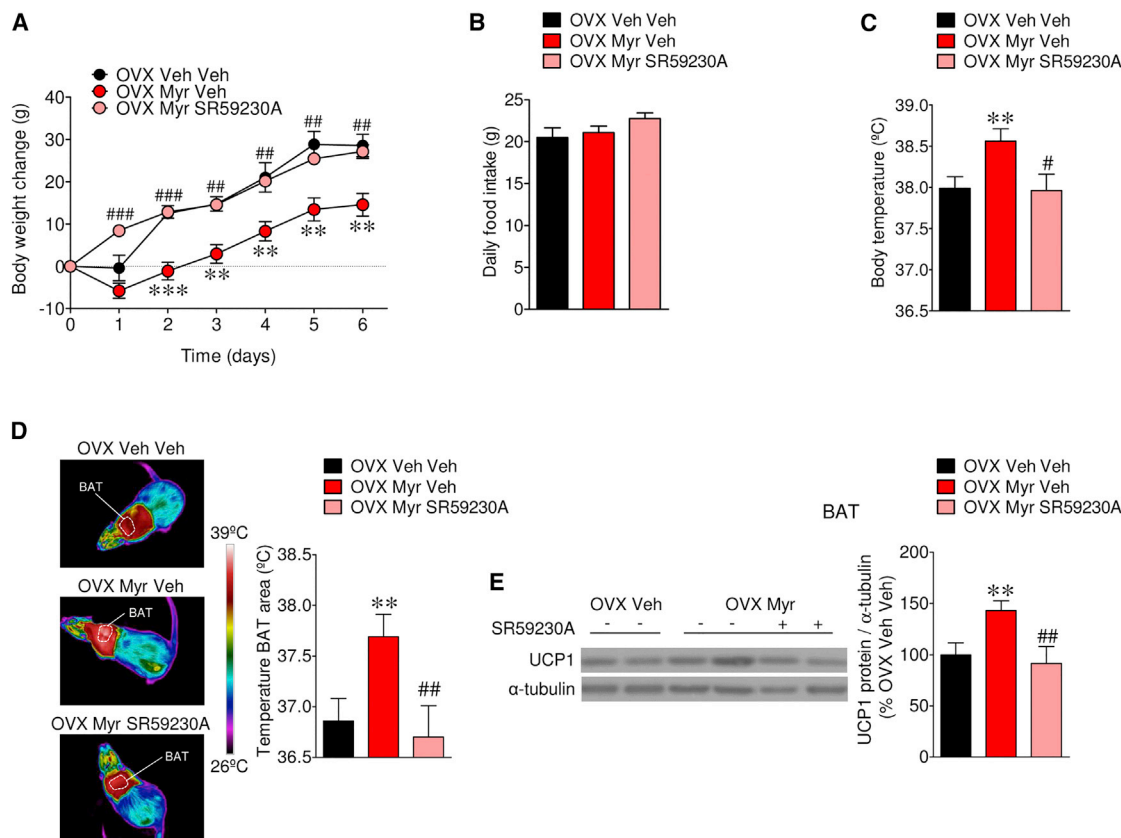 A
OVX Veh Veh
OVX Myr Veh
OVX Myr SR59230A
Body weight change (g)
40
30
20
10
0
-10
###
###
##
##
##
##
***
**
**
**
**
0 1 2 3 4 5 6
Time (days)
B
OVX Veh Veh
OVX Myr Veh
OVX Myr SR59230A
Daily food intake (g)
25
20
15
10
5
0
C
OVX Veh Veh
OVX Myr Veh
OVX Myr SR59230A
Body temperature (ºC)
39.0
38.5
38.0
37.5
37.0
36.5
**
#
D
OVX Veh Veh
BAT
OVX Myr Veh
BAT
OVX Myr SR59230A
BAT
39ºC
26ºC
OVX Veh Veh
OVX Myr Veh
OVX Myr SR59230A
Temperature BAT area (ºC)
38.5
38.0
37.5
37.0
36.5
**
##
BAT
E
OVX Veh OVX Myr
SR59230A - - - - + +
UCP1
α-tubulin
OVX Veh Veh
OVX Myr Veh
OVX Myr SR59230A
UCP1 protein / α-tubulin
(% OVX Veh Veh)
200
150
100
50
0
**
##